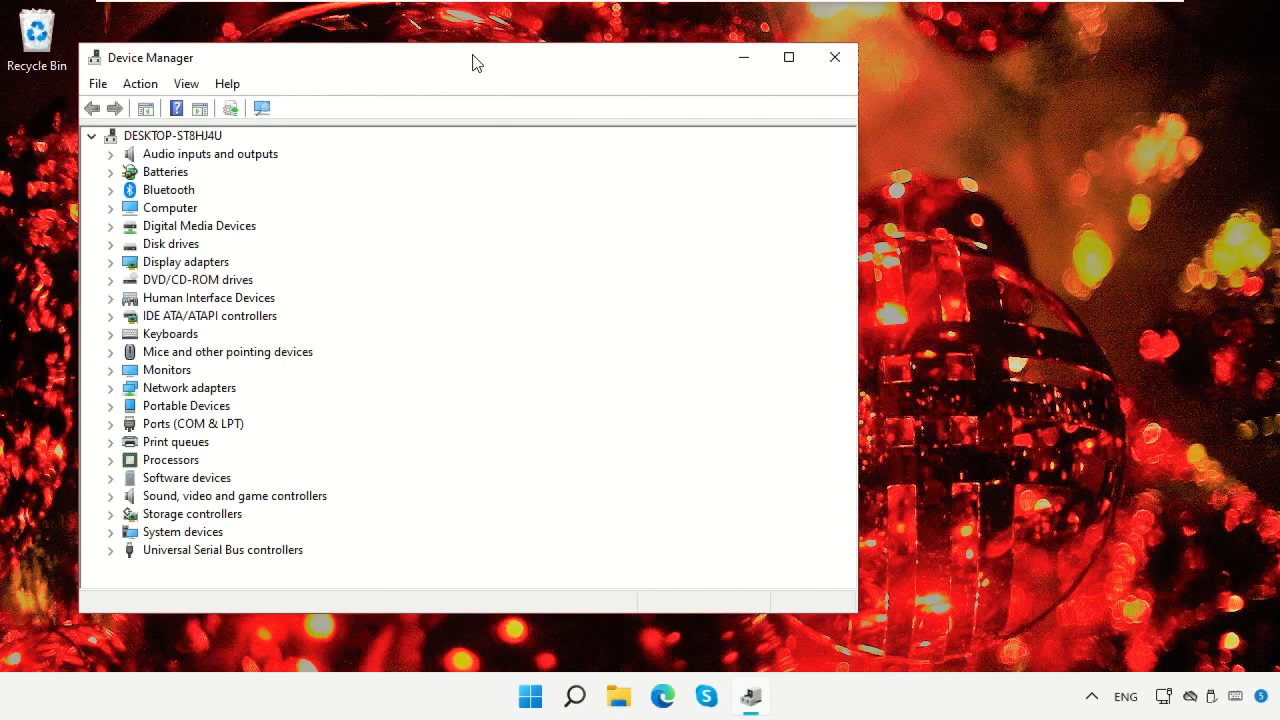 Recycle Bin
Device Manager
File Action View Help
DESKTOP-ST8HJ4U
Audio inputs and outputs
Batteries
Bluetooth
Computer
Digital Media Devices
Disk drives
Display adapters
DVD/CD-ROM drives
Human Interface Devices
IDE ATA/ATAPI controllers
Keyboards
Mice and other pointing devices
Monitors
Network adapters
Portable Devices
Ports (COM & LPT)
Print queues
Processors
Software devices
Sound, video and game controllers
Storage controllers
System devices
Universal Serial Bus controllers
ENG 5